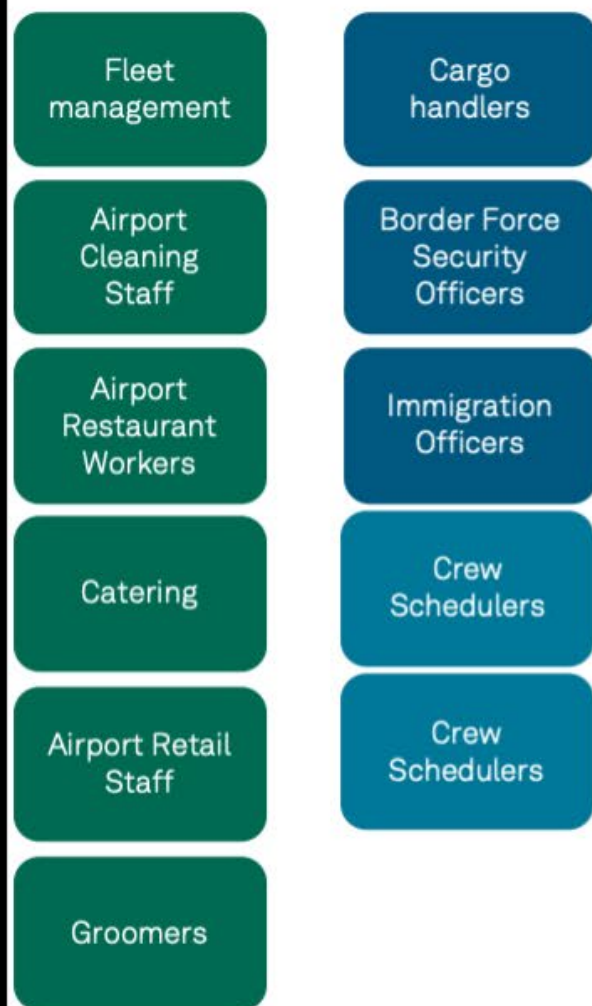 Fleet
management
Airport
Cleaning
Staff
Airport
Restaurant
Workers
Catering
Airport Retail
Staff
Groomers
Cargo
handlers
Border Force
Security
Officers
Immigration
Officers
Crew
Schedulers
Crew
Schedulers